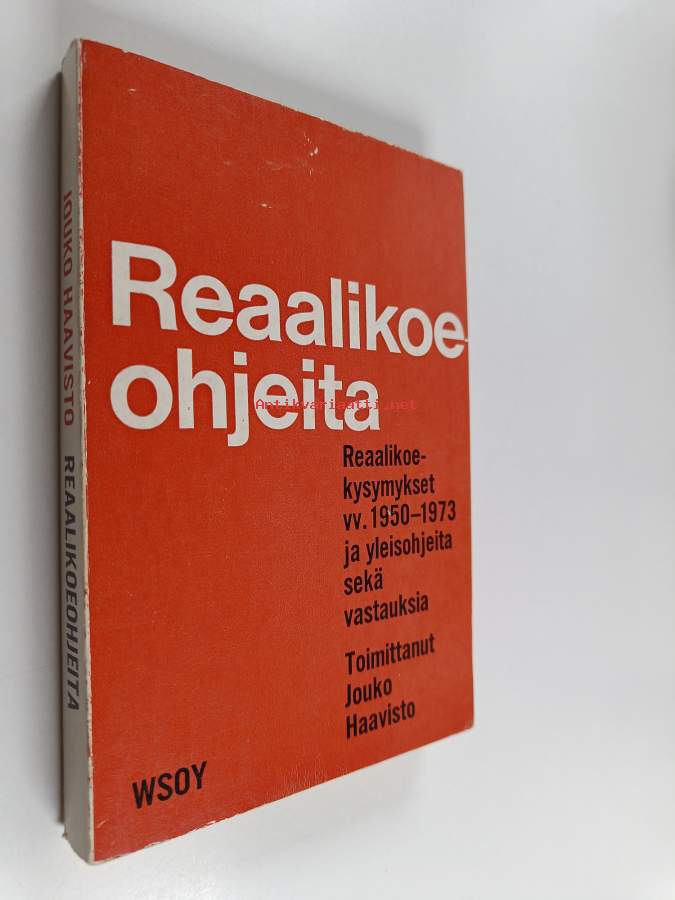 Reaalikoe-
ohjeita
Antikvariaatti.net
Reaalikoe-
kysymykset
vv. 1950–1973
ja yleisohjeita
sekä
vastauksia
Toimittanut
Jouko
Haavisto
WSOY
JOUKO HAAVISTO REAALIKOEOHJEITA